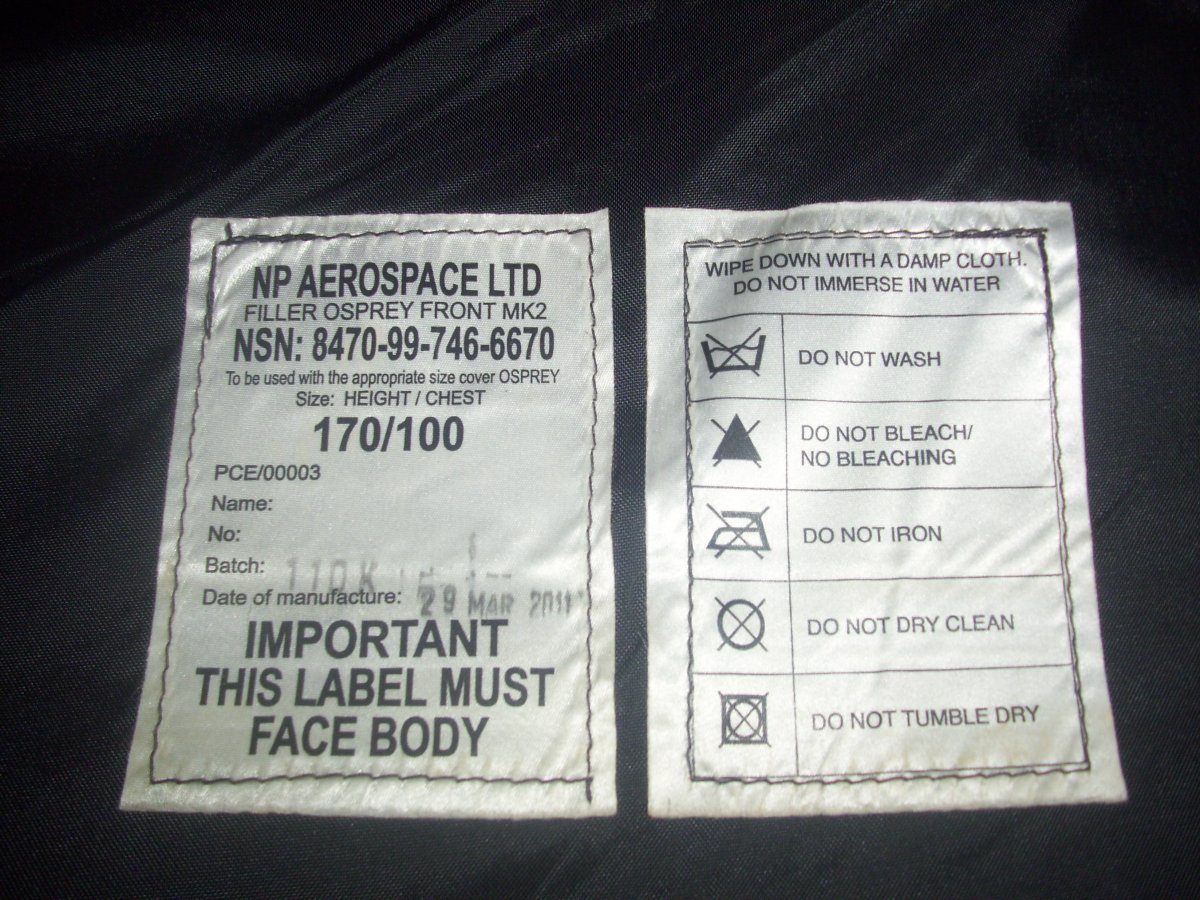 NP AEROSPACE LTD
FILLER OSPREY FRONT MK2
NSN: 8470-99-746-6670
To be used with the appropriate size cover OSPREY
Size: HEIGHT / CHEST
170/100
PCE/00003
Name:
No:
Batch:
Date of manufacture: 29 MAR 2011
IMPORTANT
THIS LABEL MUST
FACE BODY
WIPE DOWN WITH A DAMP CLOTH.
DO NOT IMMERSE IN WATER
DO NOT WASH
DO NOT BLEACH/
NO BLEACHING
DO NOT IRON
DO NOT DRY CLEAN
DO NOT TUMBLE DRY